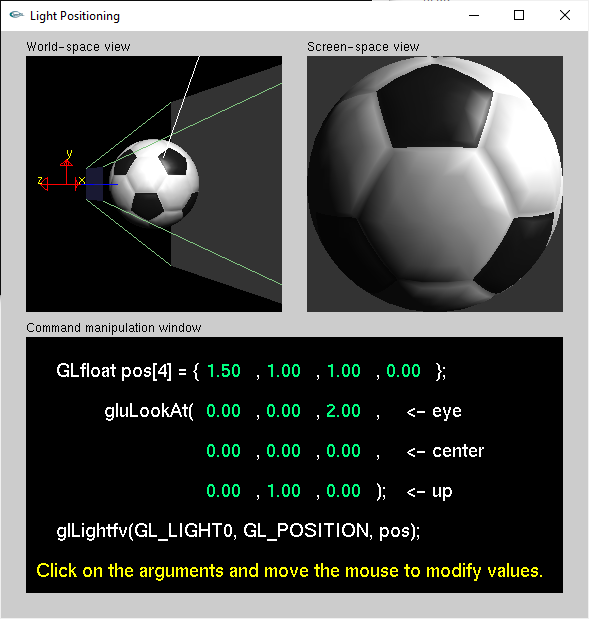 Light Positioning
World-space view
Screen-space view
y
z x
Command manipulation window
GLfloat pos[4] = { 1.50 , 1.00 , 1.00 , 0.00 };
gluLookAt( 0.00 , 0.00 , 2.00 , <- eye
0.00 , 0.00 , 0.00 , <- center
0.00 , 1.00 , 0.00 ); <- up
glLightfv(GL_LIGHT0, GL_POSITION, pos);
Click on the arguments and move the mouse to modify values.